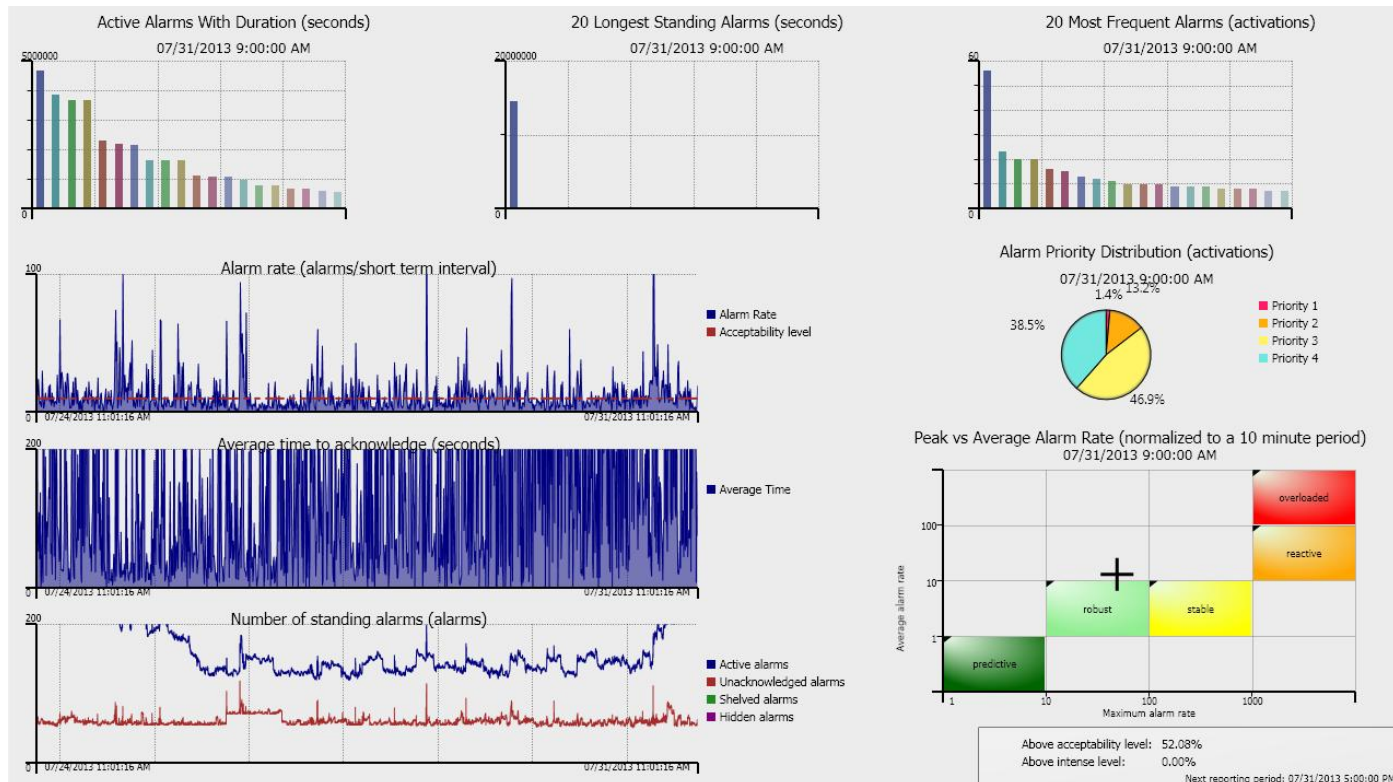 Active Alarms With Duration (seconds)
07/31/2013 9:00:00 AM
5000000
0
20 Longest Standing Alarms (seconds)
07/31/2013 9:00:00 AM
20000000
0
20 Most Frequent Alarms (activations)
07/31/2013 9:00:00 AM
60
0
Alarm rate (alarms/short term interval)
100
0
07/24/2013 11:01:16 AM
07/31/2013 11:01:16 AM
Alarm Rate
Acceptability level
Alarm Priority Distribution (activations)
07/31/2013 9:00:00 AM
1.4%
13.2%
38.5%
46.9%
Priority 1
Priority 2
Priority 3
Priority 4
Average time to acknowledge (seconds)
200
0
07/24/2013 11:01:16 AM
07/31/2013 11:01:16 AM
Average Time
Peak vs Average Alarm Rate (normalized to a 10 minute period)
07/31/2013 9:00:00 AM
Average alarm rate
100
10
1
overloaded
reactive
robust
stable
predictive
1
10
100
1000
Maximum alarm rate
Number of standing alarms (alarms)
200
0
07/24/2013 11:01:16 AM
07/31/2013 11:01:16 AM
Active alarms
Unacknowledged alarms
Shelved alarms
Hidden alarms
Above acceptability level: 52.08%
Above intense level: 0.00%
Next reporting period: 07/31/2013 5:00:00 PM